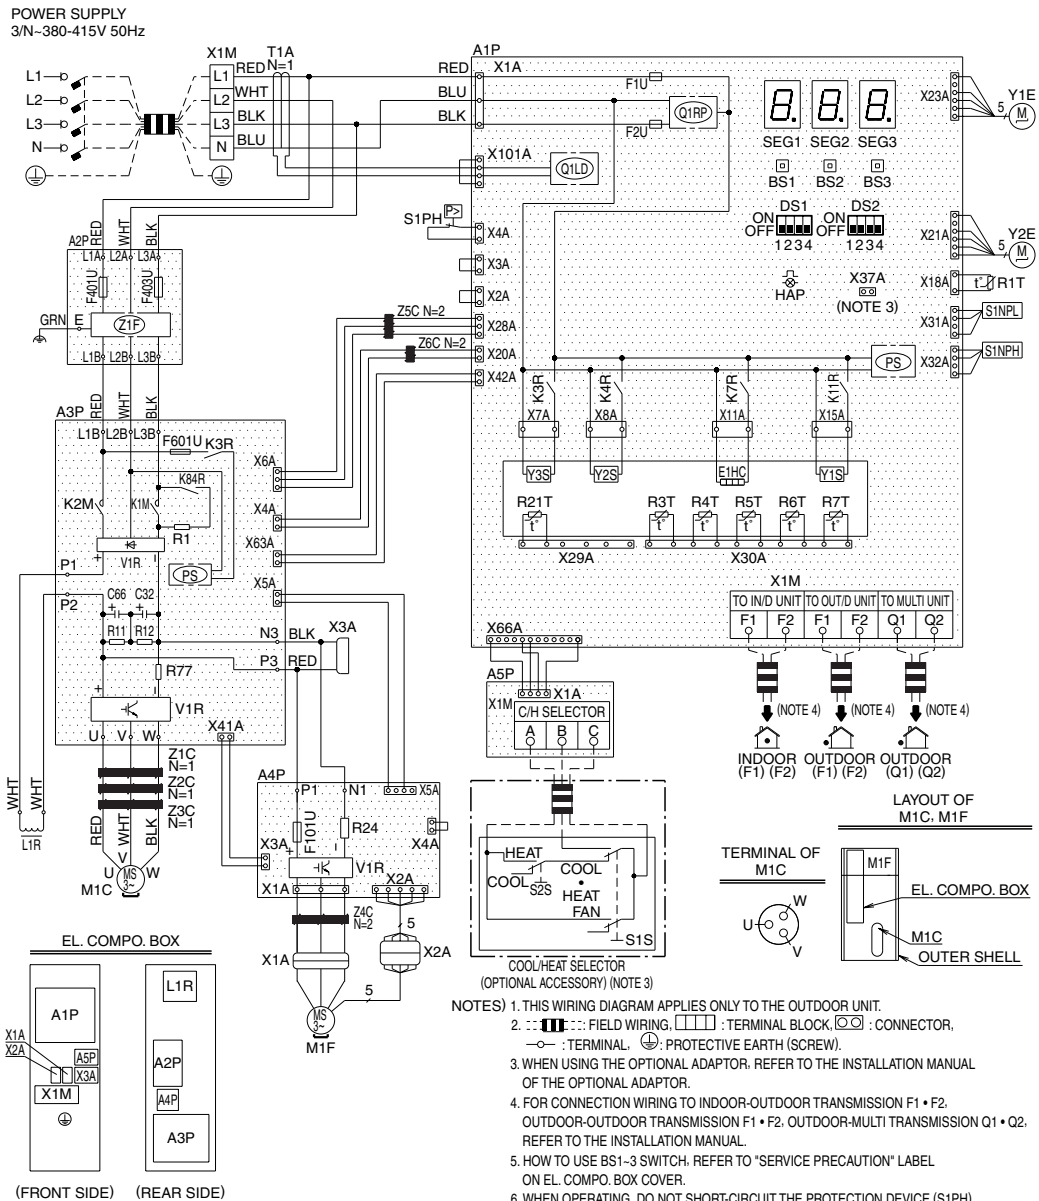 POWER SUPPLY
3/N~380-415V 50Hz
L1
L2
L3
N
X1M
L1
L2
L3
N
RED
WHT
BLK
BLU
T1A
N=1
A1P
RED
BLU
BLK
X1A
F1U
F2U
Q1RP
X101A
Q1LD
S1PH
P>
X4A
X3A
X2A
X28A
X20A
X42A
Z5C N=2
Z6C N=2
8. 8. 8.
SEG1 SEG2 SEG3
BS1 BS2 BS3
DS1 DS2
ON
OFF
ON
OFF
1234 1234
HAP
X37A
(NOTE 3)
X23A
5
Y1E
M
X21A
5
Y2E
M
X18A
t°
R1T
X31A
S1NPL
X32A
S1NPH
PS
K3R
K4R
K7R
K11R
X7A
X8A
X11A
X15A
Y3S
Y2S
E1HC
Y1S
R21T
R3T R4T R5T R6T R7T
t° t° t° t° t° t°
X29A
X30A
X1M
TO IN/D UNIT TO OUT/D UNIT TO MULTI UNIT
F1 F2 F1 F2 Q1 Q2
(NOTE 4) (NOTE 4) (NOTE 4)
INDOOR OUTDOOR OUTDOOR
(F1) (F2) (F1) (F2) (Q1) (Q2)
X66A
A5P
X1A
X1M
C/H SELECTOR
A B C
HEAT
COOL
S2S
COOL
•
HEAT
FAN
S1S
COOL/HEAT SELECTOR
(OPTIONAL ACCESSORY) (NOTE 3)
A2P
RED
WHT
BLK
L1A L2A L3A
F401U
F403U
GRN
E
Z1F
L1B L2B L3B
RED
WHT
BLK
A3P
L1B L2B L3B
F601U
K3R
K84R
K2M
K1M
R1
V1R
+
PS
P1
P2
C66 C32
+ +
R11 R12
R77
+
V1R
U V W
X6A
X4A
X63A
X5A
N3
BLK
P3
RED
X3A
X41A
Z1C
N=1
Z2C
N=1
Z3C
N=1
WHT
WHT
L1R
RED
WHT
BLK
V
U
W
MS
3~
M1C
A4P
P1
N1
X5A
F101U
R24
X4A
X3A
+
V1R
X1A
X2A
Z4C
N=2
5
X2A
X1A
5
MS
3~
M1F
TERMINAL OF
M1C
U
W
V
LAYOUT OF
M1C, M1F
M1F
EL. COMPO. BOX
M1C
OUTER SHELL
EL. COMPO. BOX
A1P
X1A
X2A
A5P
X3A
X1M
(FRONT SIDE)
L1R
A2P
A4P
A3P
(REAR SIDE)
NOTES) 1. THIS WIRING DIAGRAM APPLIES ONLY TO THE OUTDOOR UNIT.
2. : FIELD WIRING, : TERMINAL BLOCK, : CONNECTOR,
: TERMINAL, : PROTECTIVE EARTH (SCREW).
3. WHEN USING THE OPTIONAL ADAPTOR, REFER TO THE INSTALLATION MANUAL
OF THE OPTIONAL ADAPTOR.
4. FOR CONNECTION WIRING TO INDOOR-OUTDOOR TRANSMISSION F1 • F2,
OUTDOOR-OUTDOOR TRANSMISSION F1 • F2, OUTDOOR-MULTI TRANSMISSION Q1 • Q2,
REFER TO THE INSTALLATION MANUAL.
5. HOW TO USE BS1~3 SWITCH, REFER TO "SERVICE PRECAUTION" LABEL
ON EL. COMPO. BOX COVER.
6. WHEN OPERATING, DO NOT SHORT-CIRCUIT THE PROTECTION DEVICE (S1PH)